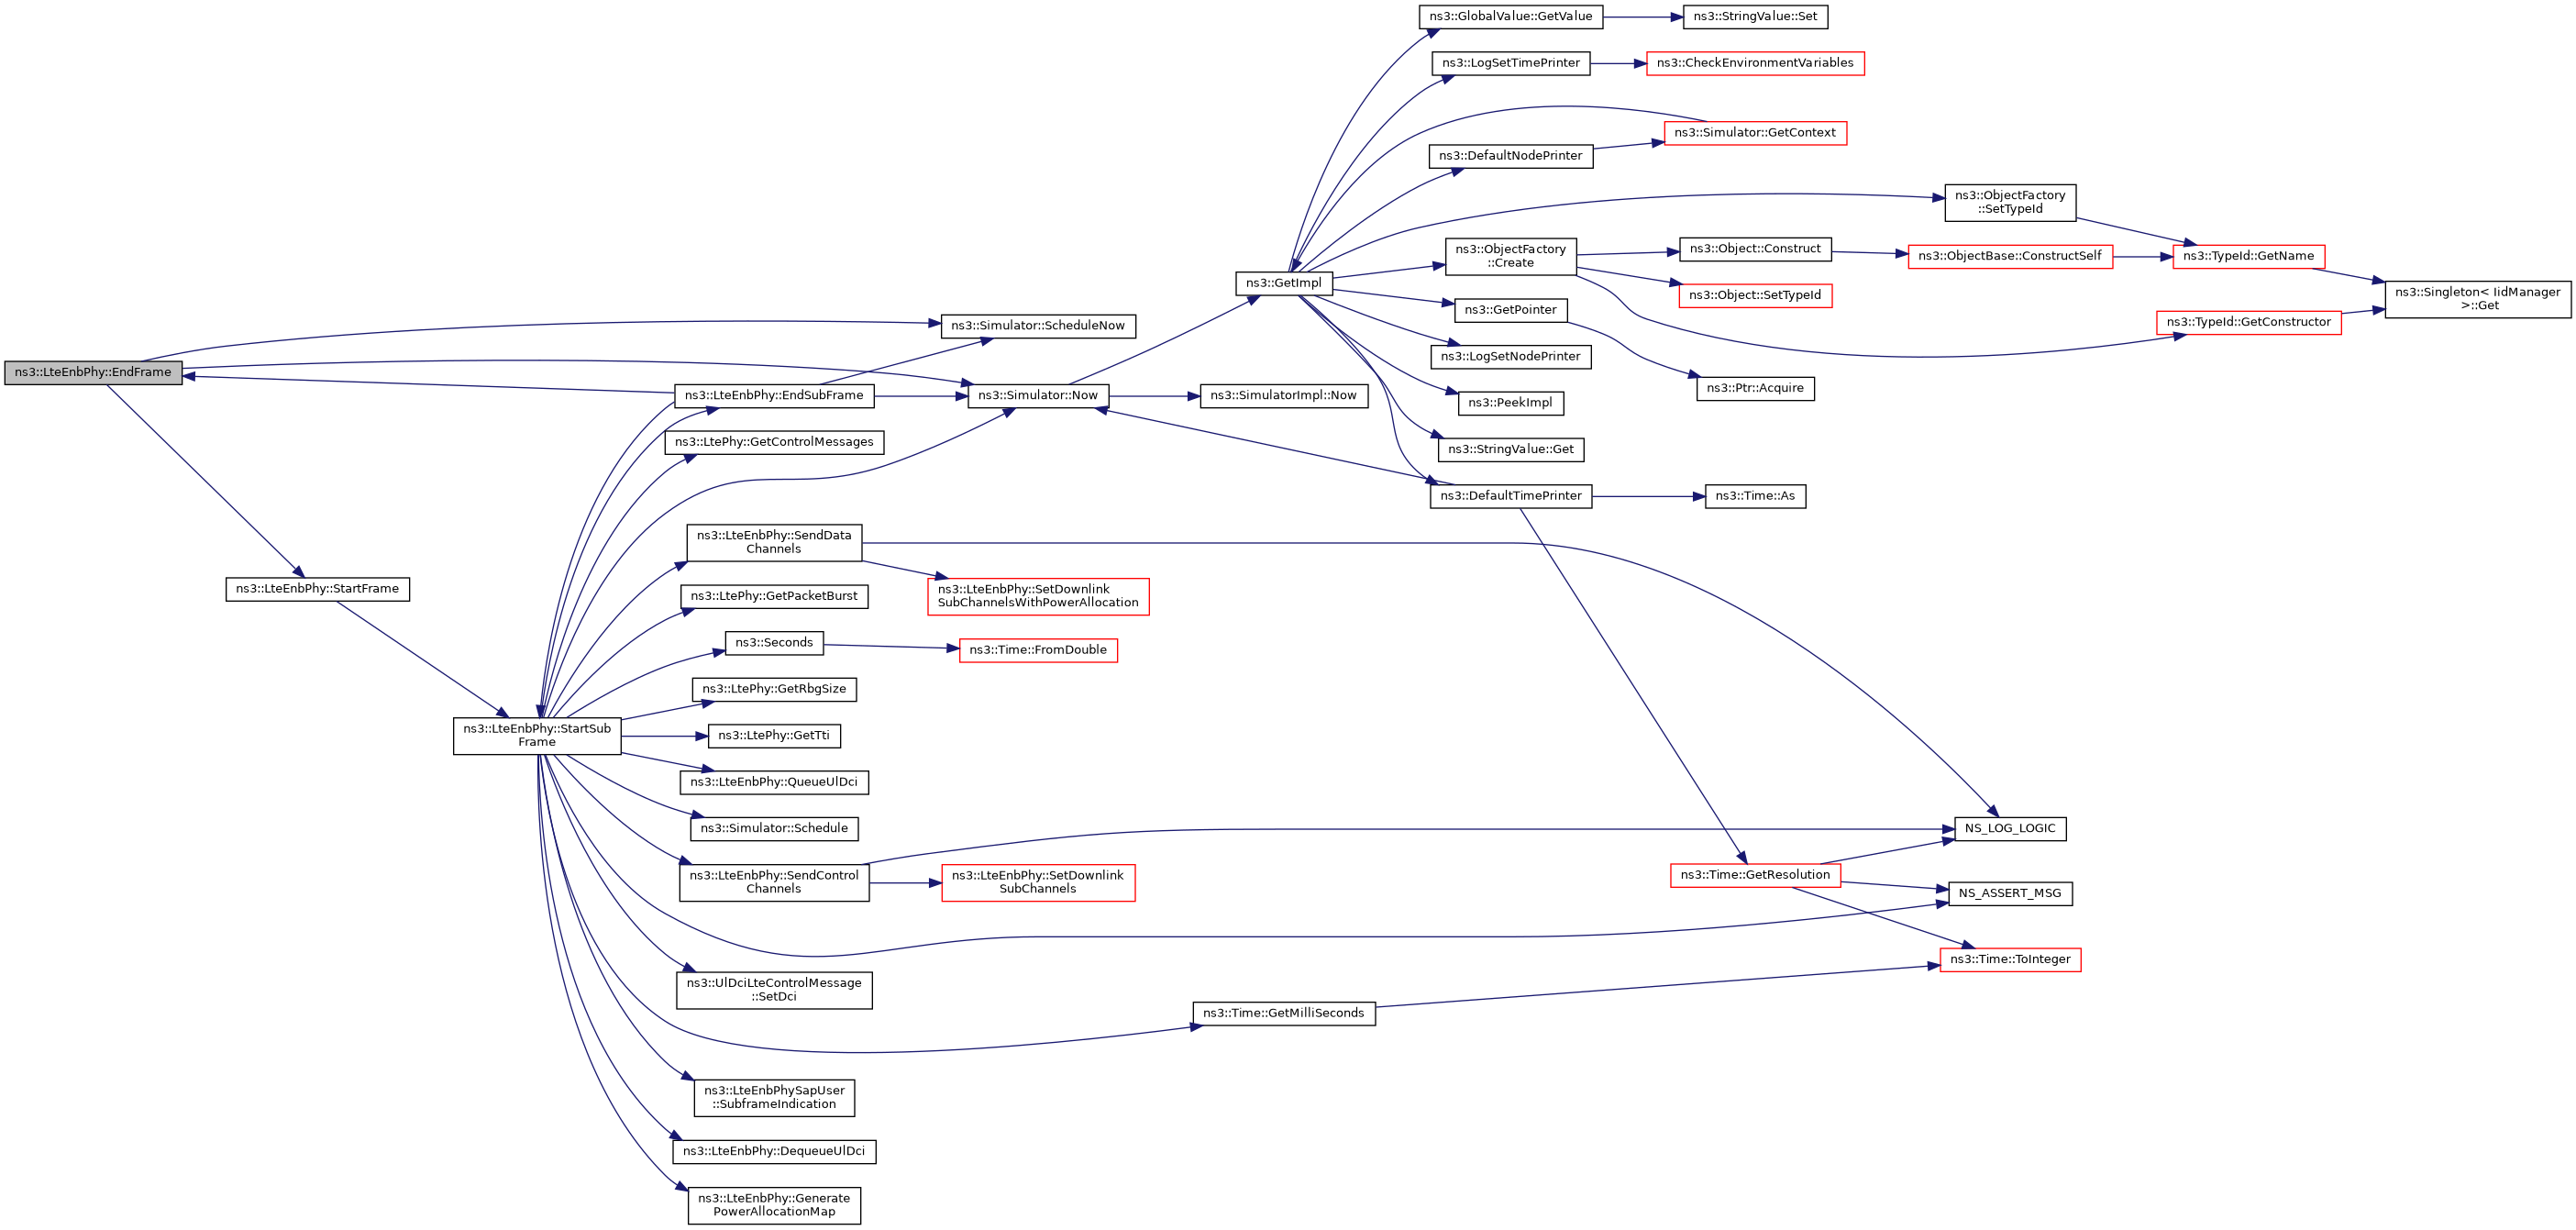 ns3::GlobalValue::GetValue
ns3::StringValue::Set
ns3::LogSetTimePrinter
ns3::CheckEnvironmentVariables
ns3::Simulator::GetContext
ns3::DefaultNodePrinter
ns3::ObjectFactory
::SetTypeId
ns3::ObjectFactory
::Create
ns3::Object::Construct
ns3::ObjectBase::ConstructSelf
ns3::TypeId::GetName
ns3::GetImpl
ns3::Object::SetTypeId
ns3::Singleton< IidManager
>::Get
ns3::GetPointer
ns3::TypeId::GetConstructor
ns3::Simulator::ScheduleNow
ns3::LogSetNodePrinter
ns3::LteEnbPhy::EndFrame
ns3::Ptr::Acquire
ns3::LteEnbPhy::EndSubFrame
ns3::Simulator::Now
ns3::SimulatorImpl::Now
ns3::PeekImpl
ns3::LtePhy::GetControlMessages
ns3::StringValue::Get
ns3::DefaultTimePrinter
ns3::Time::As
ns3::LteEnbPhy::SendData
Channels
ns3::LteEnbPhy::StartFrame
ns3::LtePhy::GetPacketBurst
ns3::LteEnbPhy::SetDownlink
SubChannelsWithPowerAllocation
ns3::Seconds
ns3::Time::FromDouble
ns3::LtePhy::GetRbgSize
ns3::LteEnbPhy::StartSub
Frame
ns3::LtePhy::GetTti
ns3::LteEnbPhy::QueueUlDci
ns3::Simulator::Schedule
NS_LOG_LOGIC
ns3::LteEnbPhy::SendControl
Channels
ns3::LteEnbPhy::SetDownlink
SubChannels
ns3::Time::GetResolution
NS_ASSERT_MSG
ns3::Time::ToInteger
ns3::UlDciLteControlMessage
::SetDci
ns3::Time::GetMilliSeconds
ns3::LteEnbPhySapUser
::SubframeIndication
ns3::LteEnbPhy::DequeueUlDci
ns3::LteEnbPhy::Generate
PowerAllocationMap